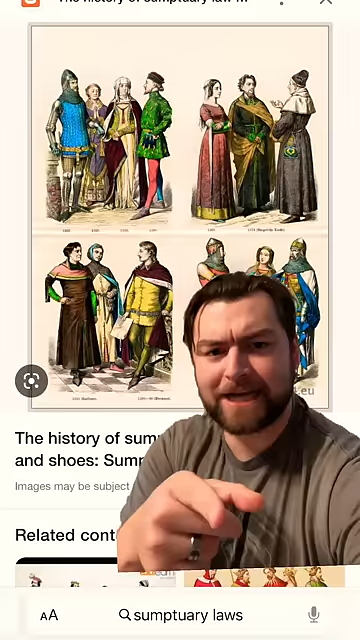 The history of sumptuary law ...
.eu
The history of sum
and shoes: Sump
Images may be subject
Related cont
AA
sumptuary laws